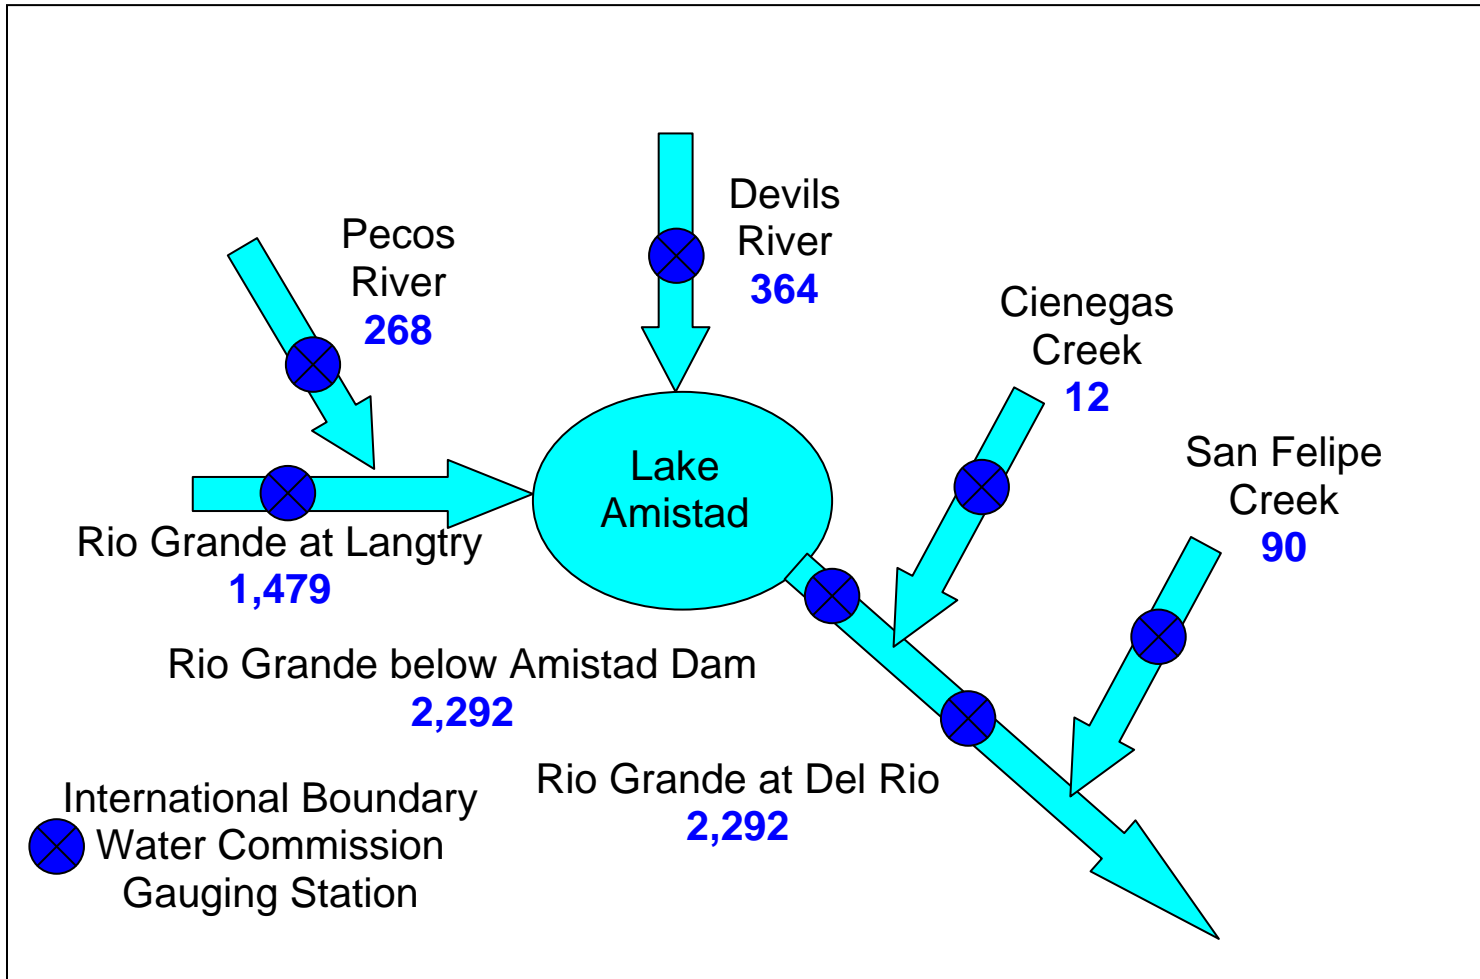 Devils
River
364
Pecos
River
268
Cienegas
Creek
12
San Felipe
Creek
90
Lake
Amistad
Rio Grande at Langtry
1,479
Rio Grande below Amistad Dam
2,292
Rio Grande at Del Rio
2,292
International Boundary
Water Commission
Gauging Station